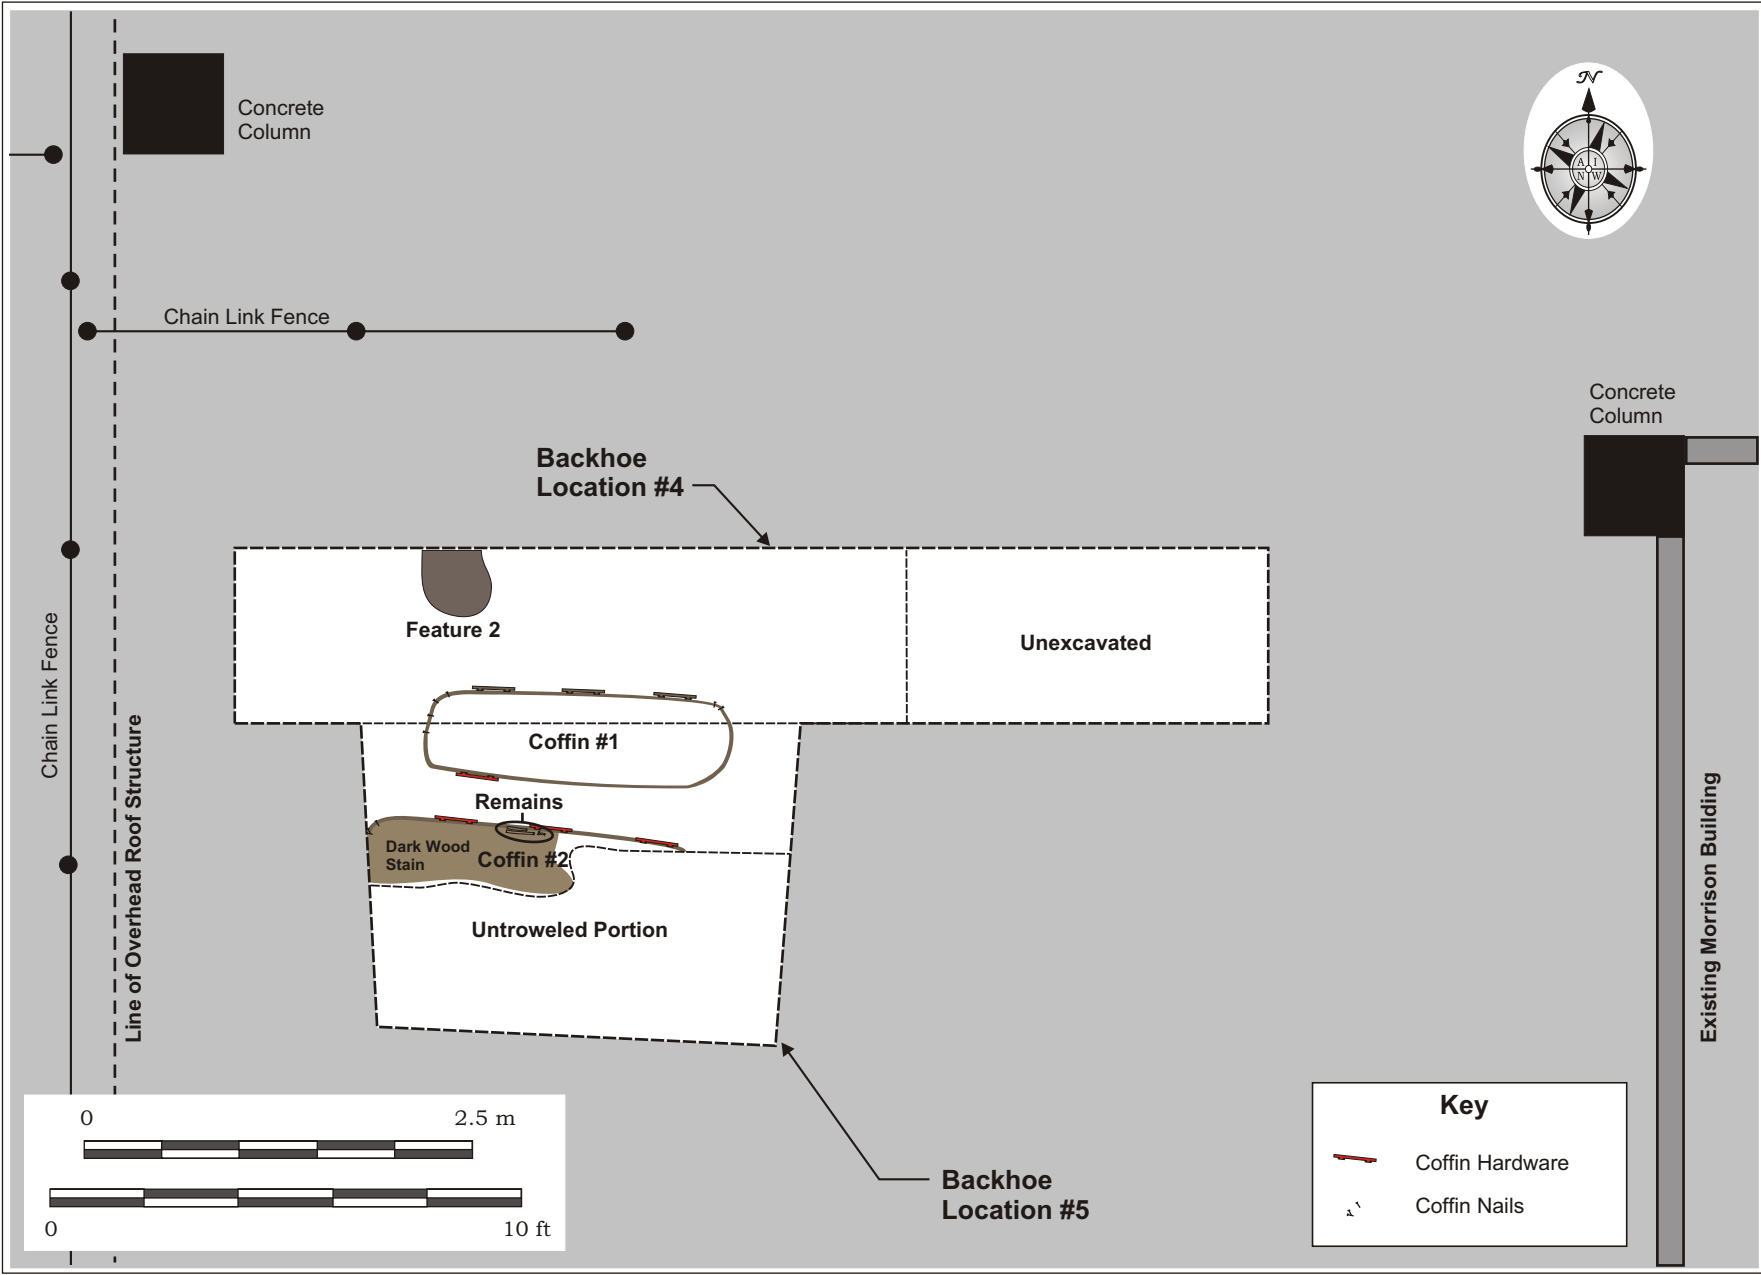 N
A I
N W
Concrete
Column
Chain Link Fence
Concrete
Column
Backhoe
Location #4
Feature 2
Unexcavated
Chain Link Fence
Line of Overhead Roof Structure
Coffin #1
Remains
Dark Wood
Stain
Coffin #2
Untroweled Portion
Existing Morrison Building
0 2.5 m
0 10 ft
Backhoe
Location #5
Key
Coffin Hardware
Coffin Nails